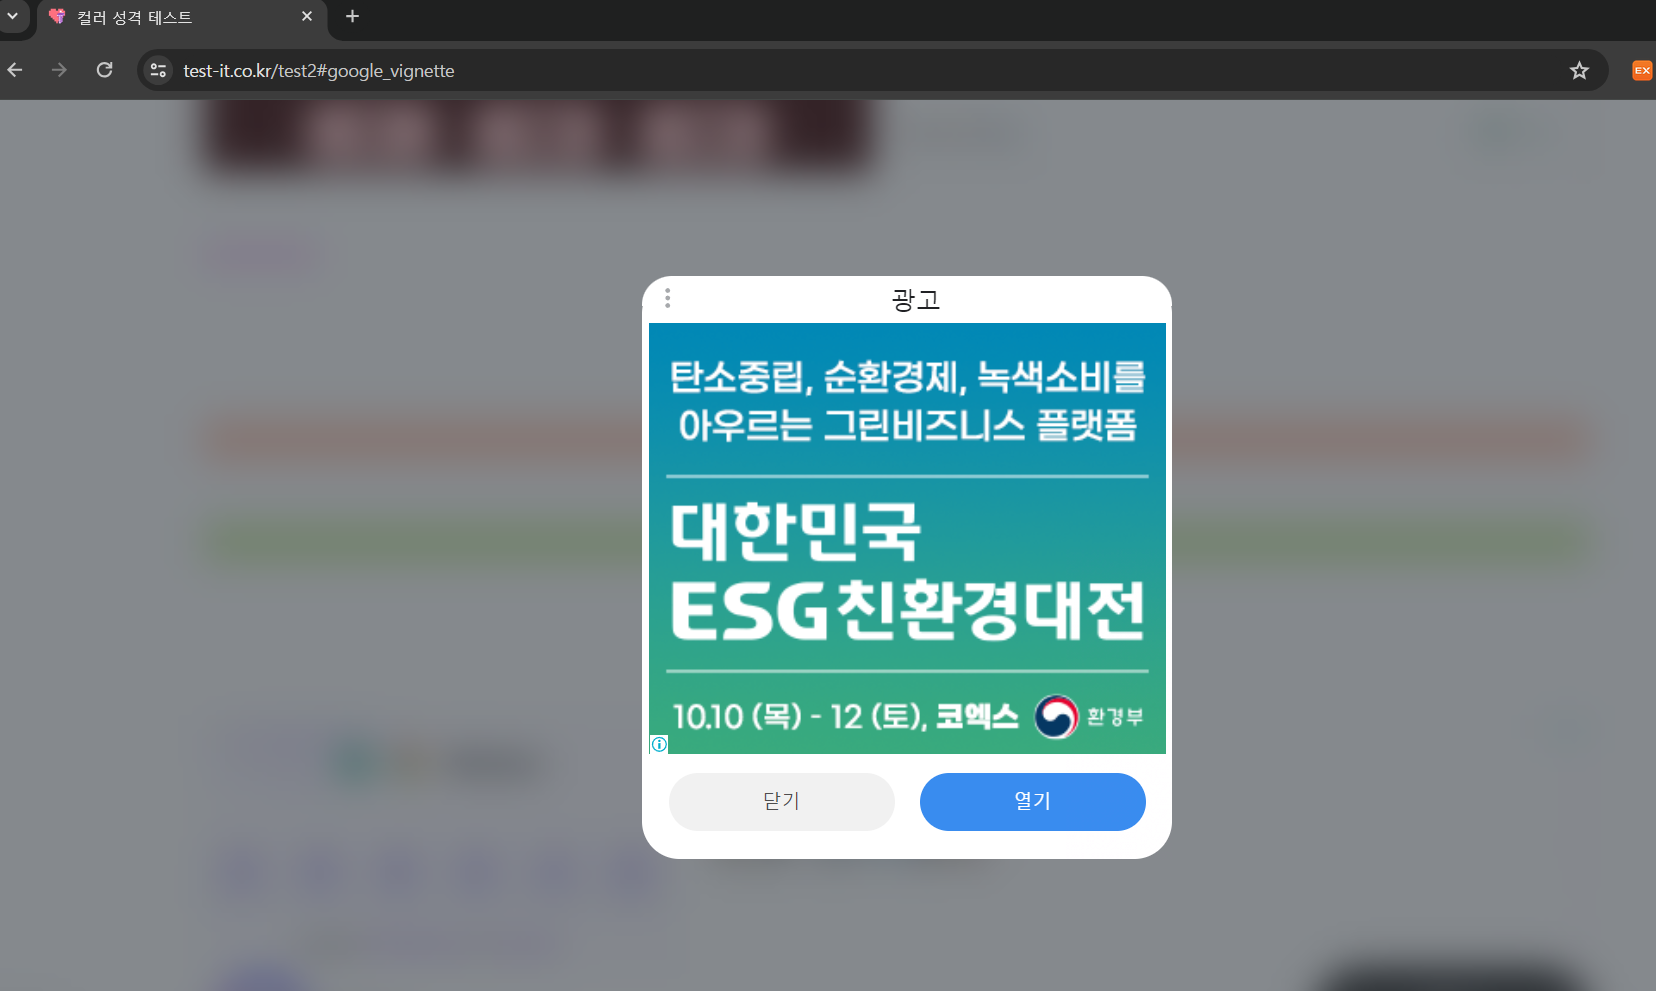 컬러 성격 테스트
test-it.co.kr/test2#google_vignette
EX
광고
탄소중립, 순환경제, 녹색소비를
아우르는 그린비즈니스 플랫폼
대한민국
ESG친환경대전
10.10 (목) - 12 (토), 코엑스 환경부
닫기
열기